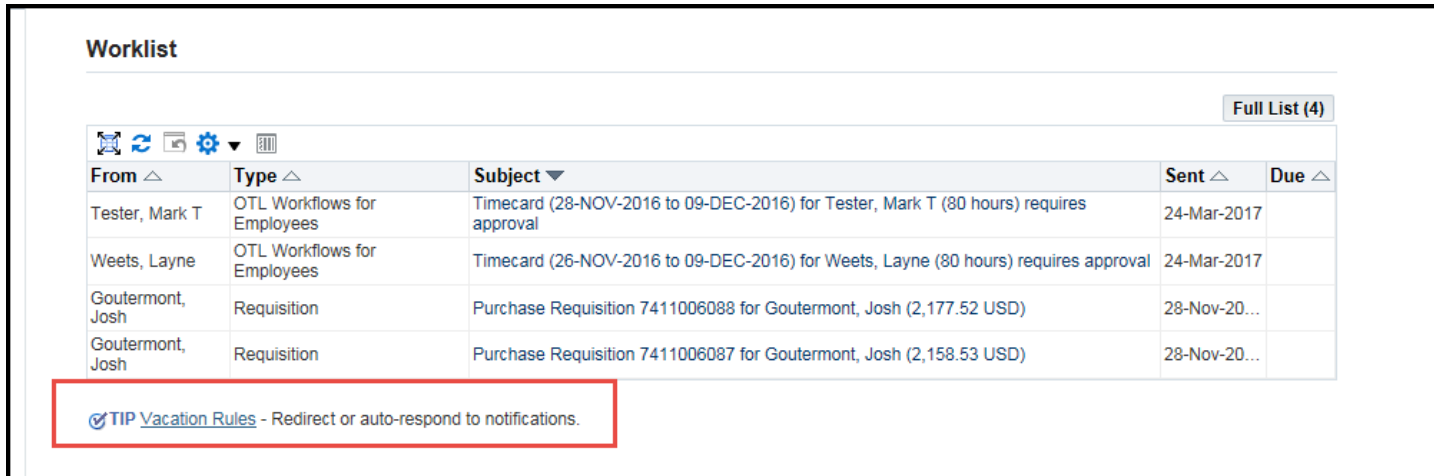 Worklist
Full List (4)
From Type Subject Sent Due
Tester, Mark T OTL Workflows for Employees Timecard (28-NOV-2016 to 09-DEC-2016) for Tester, Mark T (80 hours) requires approval 24-Mar-2017
Weets, Layne OTL Workflows for Employees Timecard (26-NOV-2016 to 09-DEC-2016) for Weets, Layne (80 hours) requires approval 24-Mar-2017
Goutermont, Josh Requisition Purchase Requisition 7411006088 for Goutermont, Josh (2,177.52 USD) 28-Nov-20...
Goutermont, Josh Requisition Purchase Requisition 7411006087 for Goutermont, Josh (2,158.53 USD) 28-Nov-20...
TIP Vacation Rules - Redirect or auto-respond to notifications.